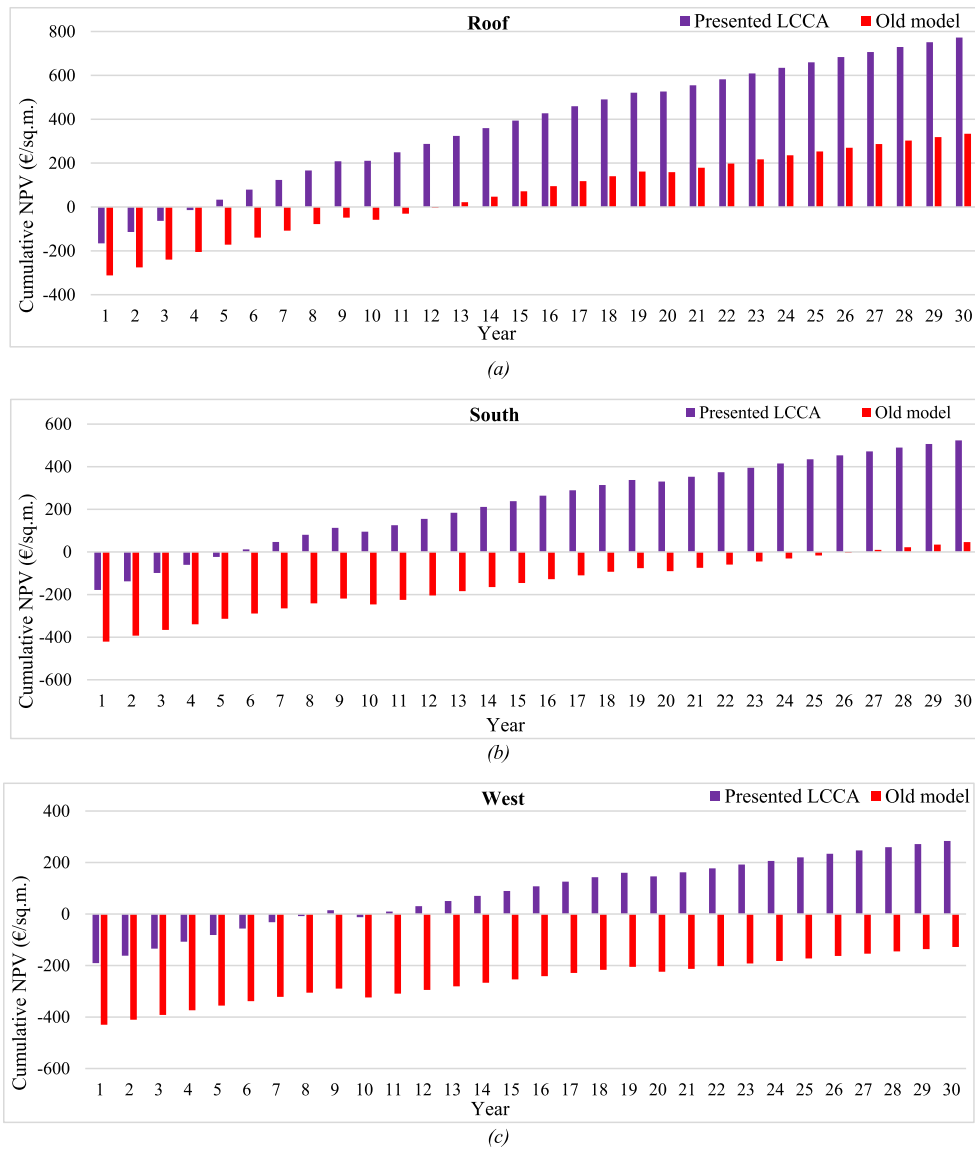 Roof
Presented LCCA Old model
Cumulative NPV (€/sq.m.)
800
600
400
200
0
-200
-400
1 2 3 4 5 6 7 8 9 10 11 12 13 14 15 16 17 18 19 20 21 22 23 24 25 26 27 28 29 30
Year
(a)
South
Presented LCCA Old model
Cumulative NPV (€/sq.m.)
600
400
200
0
-200
-400
-600
1 2 3 4 5 6 7 8 9 10 11 12 13 14 15 16 17 18 19 20 21 22 23 24 25 26 27 28 29 30
Year
(b)
West
Presented LCCA Old model
Cumulative NPV (€/sq.m.)
400
200
0
-200
-400
-600
1 2 3 4 5 6 7 8 9 10 11 12 13 14 15 16 17 18 19 20 21 22 23 24 25 26 27 28 29 30
Year
(c)